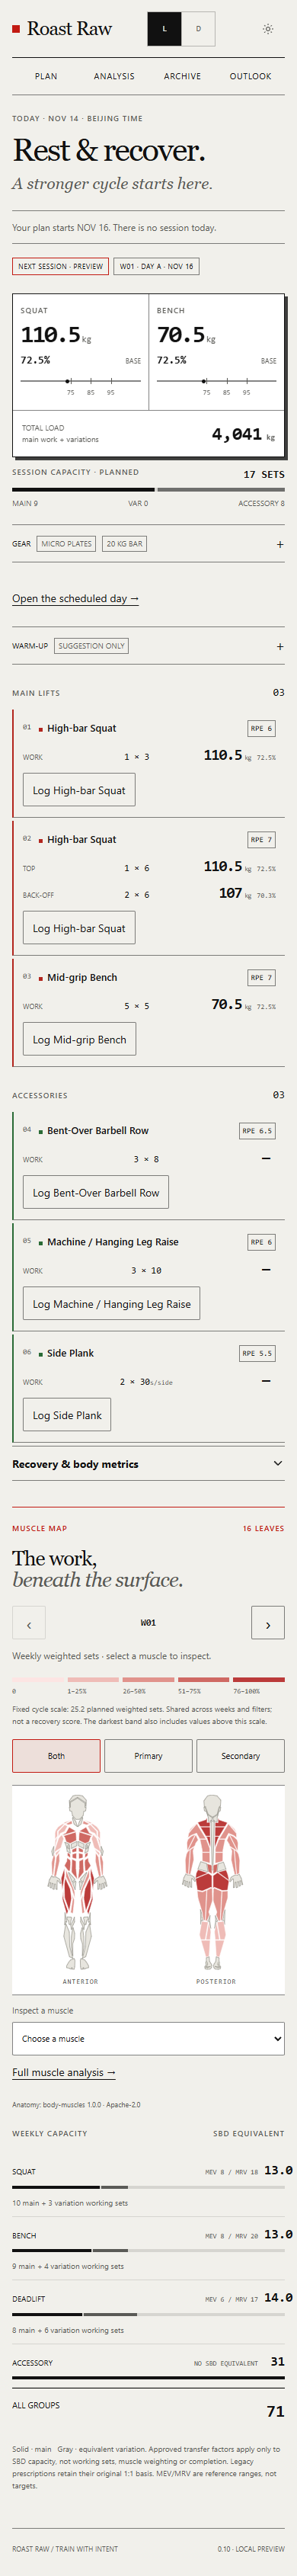 Roast Raw
L D
PLAN ANALYSIS ARCHIVE OUTLOOK
TODAY · NOV 14 · BEIJING TIME
Rest & recover.
A stronger cycle starts here.
Your plan starts NOV 16. There is no session today.
NEXT SESSION · PREVIEW W01 · DAY A · NOV 16
SQUAT BENCH
110.5 kg 70.5 kg
72.5% BASE 72.5% BASE
75 85 95 75 85 95
TOTAL LOAD
main work + variations
4,041 kg
SESSION CAPACITY · PLANNED 17 SETS
MAIN 9 VAR 0 ACCESSORY 8
GEAR MICRO PLATES 20 KG BAR +
Open the scheduled day →
WARM-UP SUGGESTION ONLY +
MAIN LIFTS 03
01 High-bar Squat RPE 6
WORK 1 × 3 110.5 kg 72.5%
Log High-bar Squat
02 High-bar Squat RPE 7
TOP 1 × 6 110.5 kg 72.5%
BACK-OFF 2 × 6 107 kg 70.3%
Log High-bar Squat
03 Mid-grip Bench RPE 7
WORK 5 × 5 70.5 kg 72.5%
Log Mid-grip Bench
ACCESSORIES 03
04 Bent-Over Barbell Row RPE 6.5
WORK 3 × 8 —
Log Bent-Over Barbell Row
05 Machine / Hanging Leg Raise RPE 6
WORK 3 × 10 —
Log Machine / Hanging Leg Raise
06 Side Plank RPE 5.5
WORK 2 × 30s/side —
Log Side Plank
Recovery & body metrics
MUSCLE MAP 16 LEAVES
The work,
beneath the surface.
‹ W01 ›
Weekly weighted sets · select a muscle to inspect.
0 1–25% 26–50% 51–75% 76–100%
Fixed cycle scale: 25.2 planned weighted sets. Shared across weeks and filters;
not a recovery score. The darkest band also includes values above this scale.
Both Primary Secondary
ANTERIOR POSTERIOR
Inspect a muscle
Choose a muscle
Full muscle analysis →
Anatomy: body-muscles 1.0.0 · Apache-2.0
WEEKLY CAPACITY SBD EQUIVALENT
SQUAT MEV 8 / MRV 18 13.0
10 main + 3 variation working sets
BENCH MEV 8 / MRV 20 13.0
9 main + 4 variation working sets
DEADLIFT MEV 6 / MRV 17 14.0
8 main + 6 variation working sets
ACCESSORY NO SBD EQUIVALENT 31
ALL GROUPS 71
Solid · main Gray · equivalent variation. Approved transfer factors apply only to
SBD capacity, not working sets, muscle weighting or completion. Legacy
prescriptions retain their original 1:1 basis. MEV/MRV are reference ranges, not
targets.
ROAST RAW / TRAIN WITH INTENT 0.10 · LOCAL PREVIEW